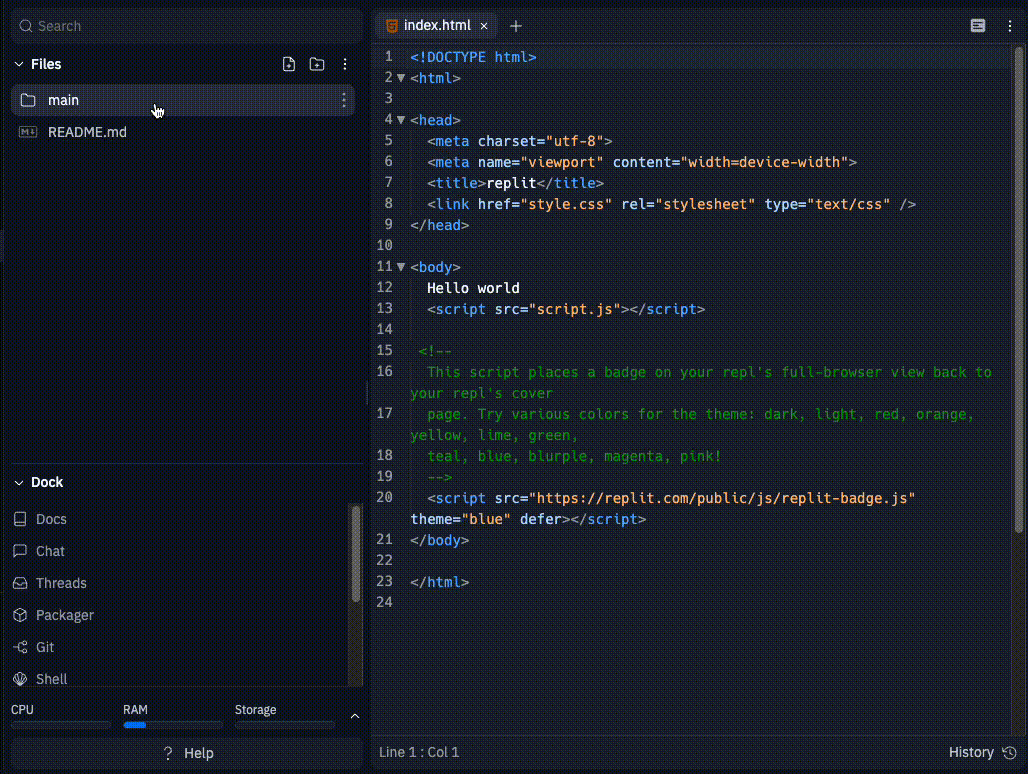 Search
Files
main
README.md
Dock
Docs
Chat
Threads
Packager
Git
Shell
CPU RAM Storage
? Help
index.html × +
1 <!DOCTYPE html>
2 <html>
3
4 <head>
5 <meta charset="utf-8">
6 <meta name="viewport" content="width=device-width">
7 <title>replit</title>
8 <link href="style.css" rel="stylesheet" type="text/css" />
9 </head>
10
11 <body>
12 Hello world
13 <script src="script.js"></script>
14
15 <!--
16 This script places a badge on your repl's full-browser view back to
your repl's cover
17 page. Try various colors for the theme: dark, light, red, orange,
yellow, lime, green,
18 teal, blue, blurple, magenta, pink!
19 -->
20 <script src="https://replit.com/public/js/replit-badge.js"
theme="blue" defer></script>
21 </body>
22
23 </html>
24
Line 1 : Col 1 History